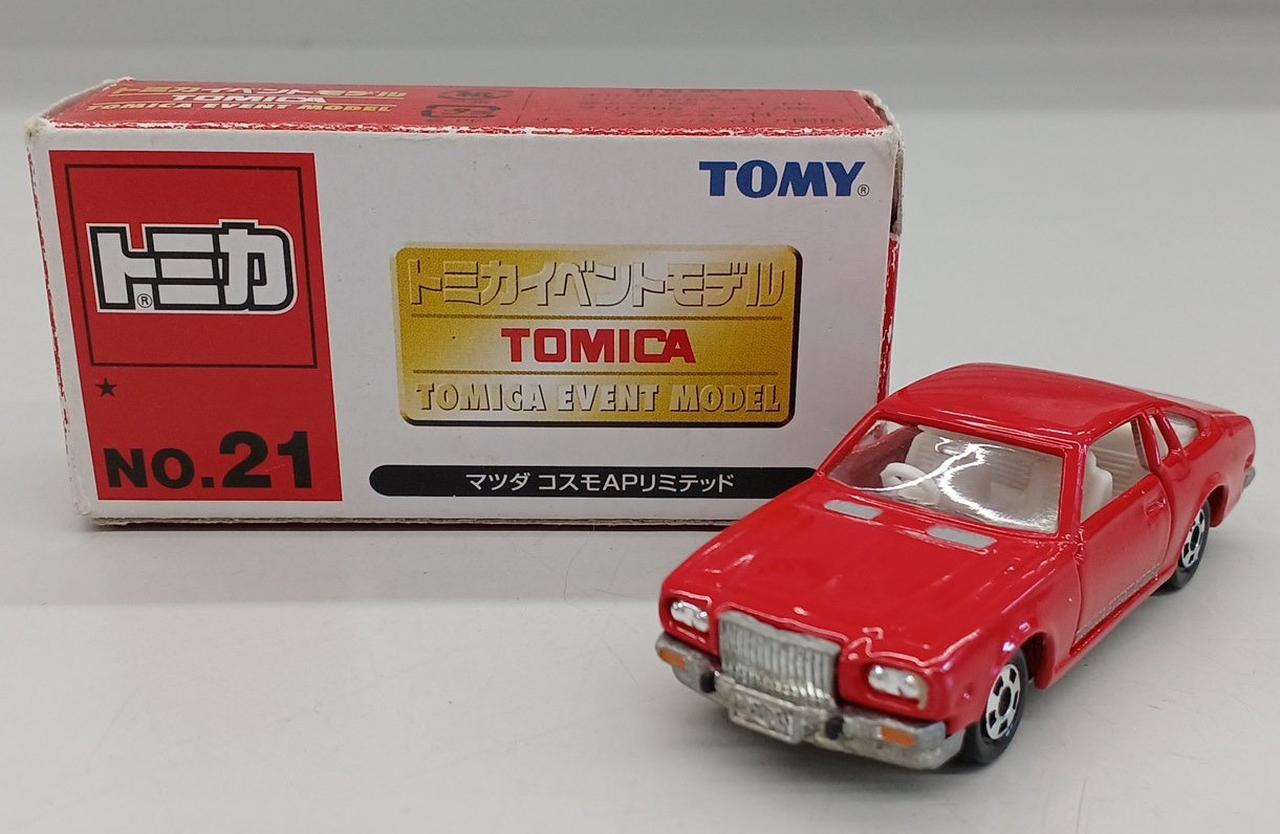 トミカイベントモデル
TOMICA
TOMICA EVENT MODEL
トミカ®
★
NO.21
TOMY®
トミカイベントモデル
TOMICA
TOMICA EVENT MODEL
マツダ コスモAPリミテッド